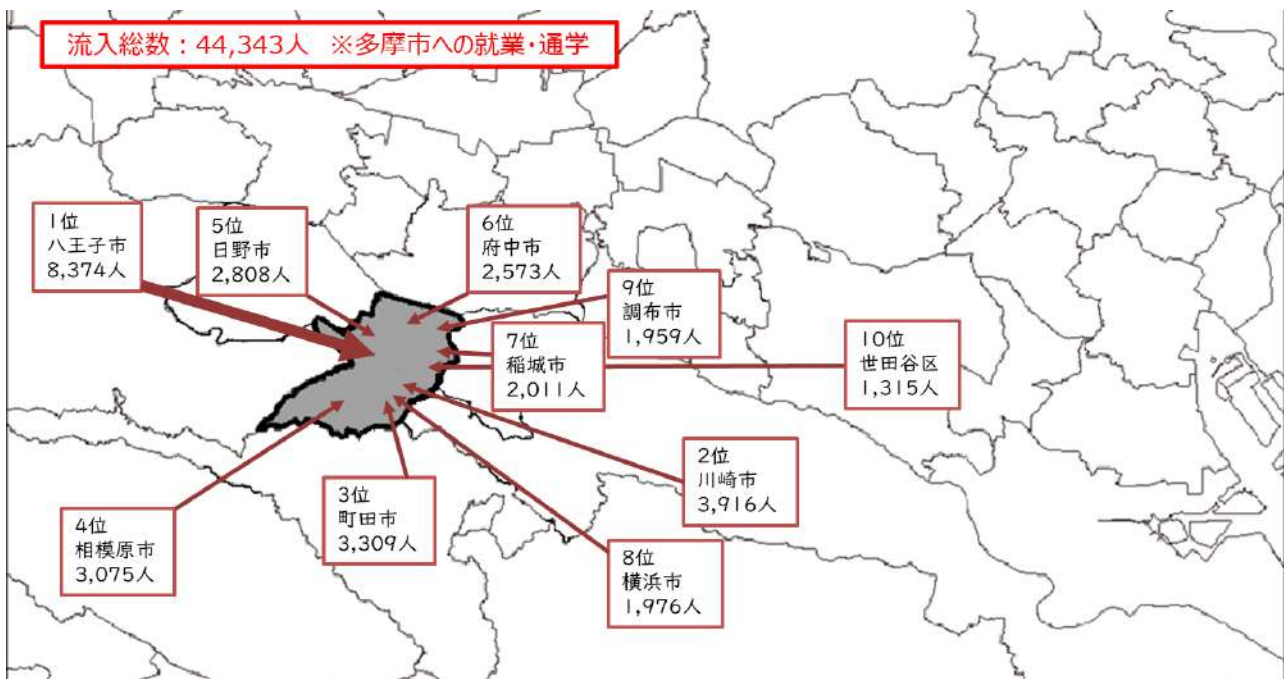 流入総数：44,343人 ※多摩市への就業・通学
1位
八王子市
8,374人
5位
日野市
2,808人
6位
府中市
2,573人
9位
調布市
1,959人
7位
稲城市
2,011人
10位
世田谷区
1,315人
2位
川崎市
3,916人
3位
町田市
3,309人
4位
相模原市
3,075人
8位
横浜市
1,976人